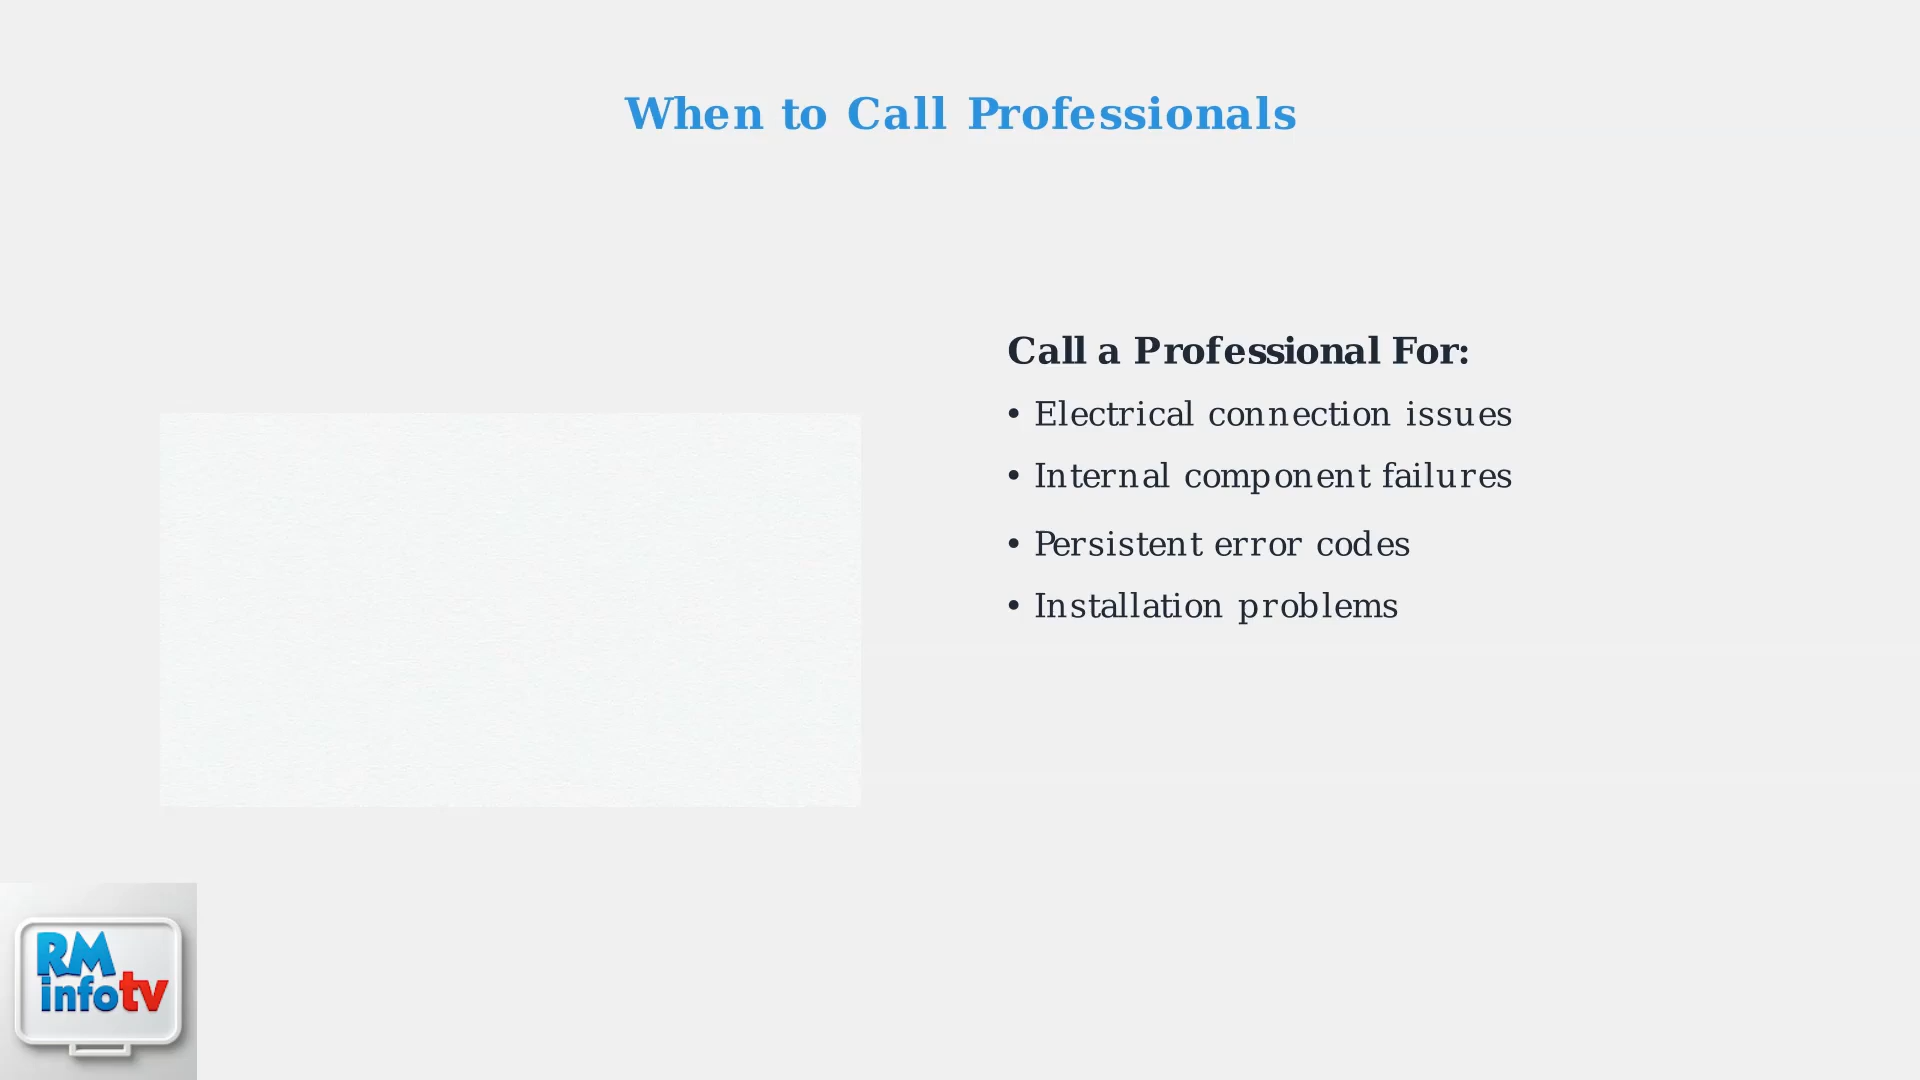 When to Call Professionals
Call a Professional For:
• Electrical connection issues
• Internal component failures
• Persistent error codes
• Installation problems
RM
infotv